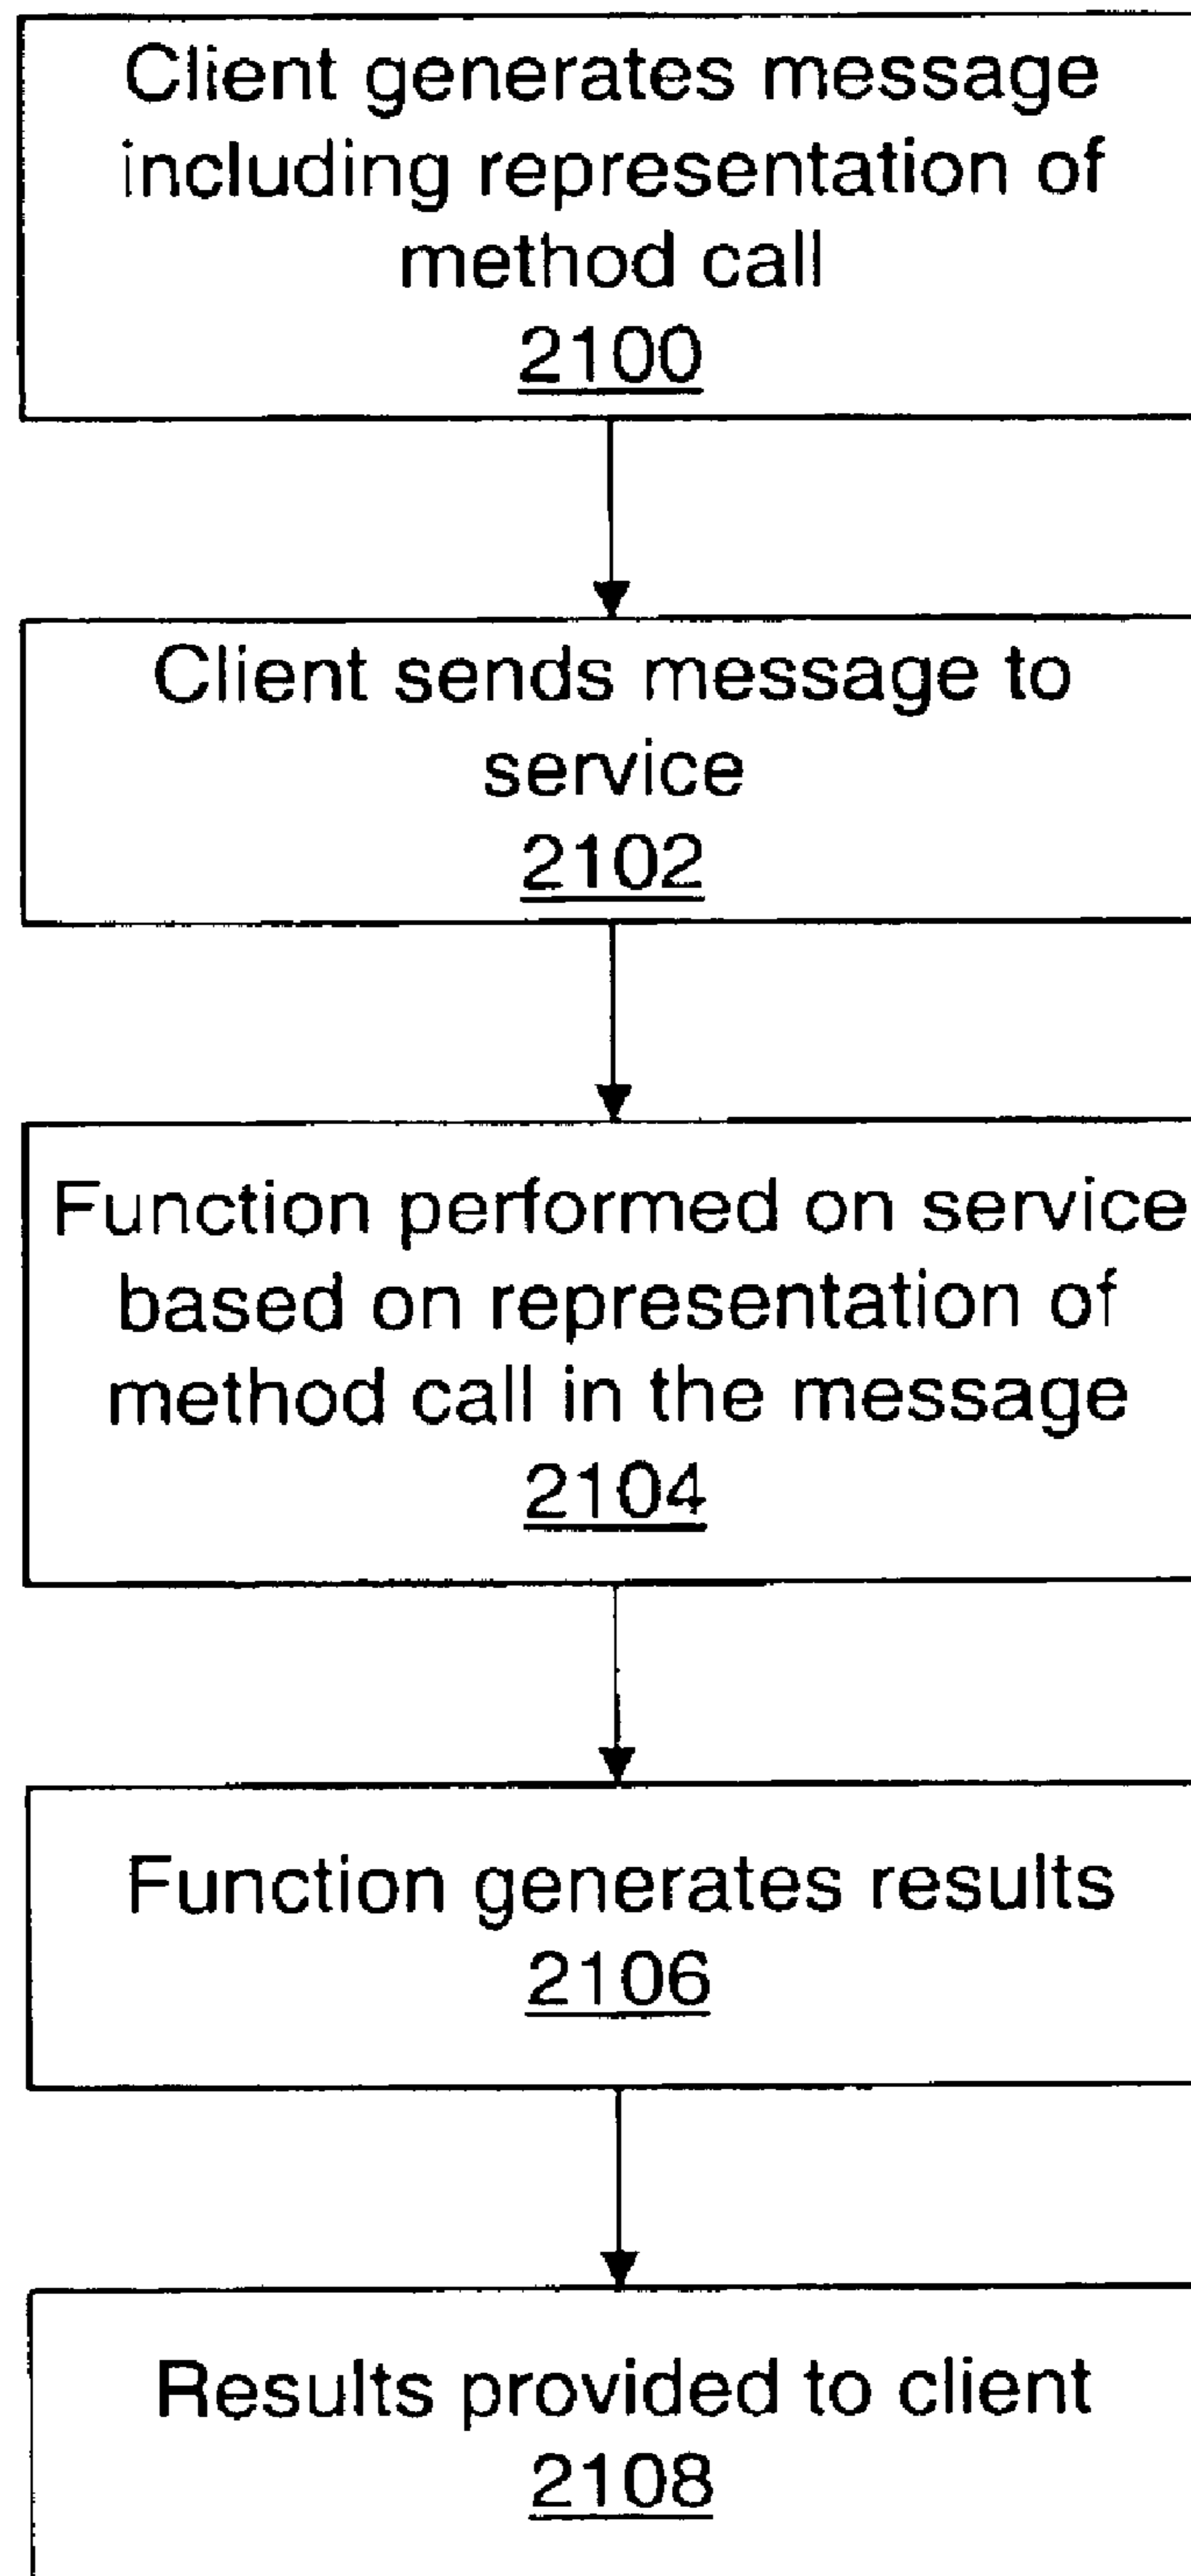 Client generates message
including representation of
method call
2100
Client sends message to
service
2102
Function performed on service
based on representation of
method call in the message
2104
Function generates results
2106
Results provided to client
2108